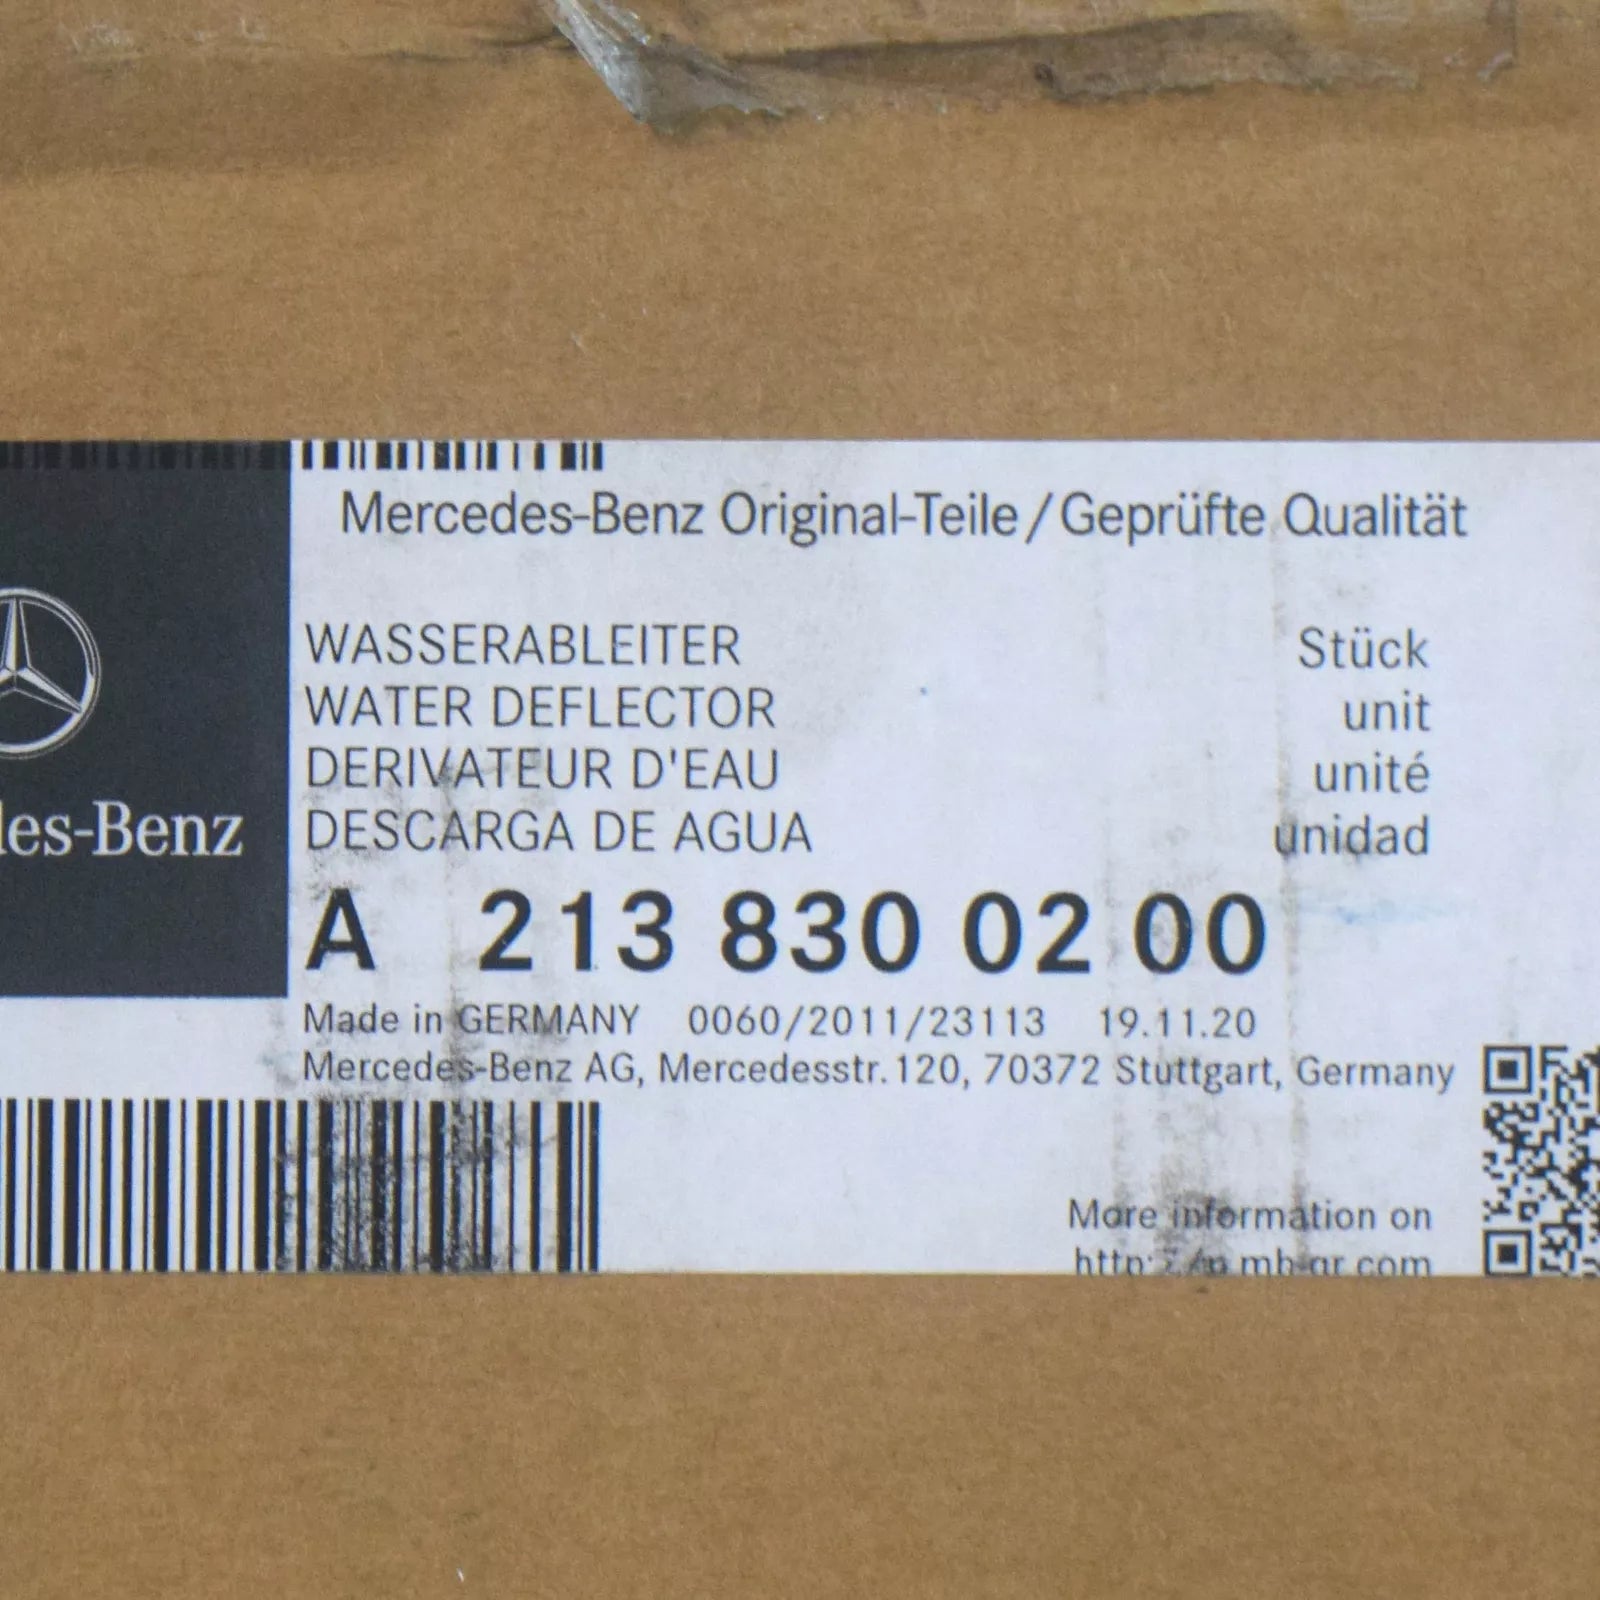 Mercedes-Benz Original-Teile / Geprüfte Qualität
WASSERABLEITER Stück
WATER DEFLECTOR unit
DERIVATEUR D'EAU unité
DESCARGA DE AGUA unidad
des-Benz
A 213 830 02 00
Made in GERMANY 0060/2011/23113 19.11.20
Mercedes-Benz AG, Mercedesstr. 120, 70372 Stuttgart, Germany
More information on